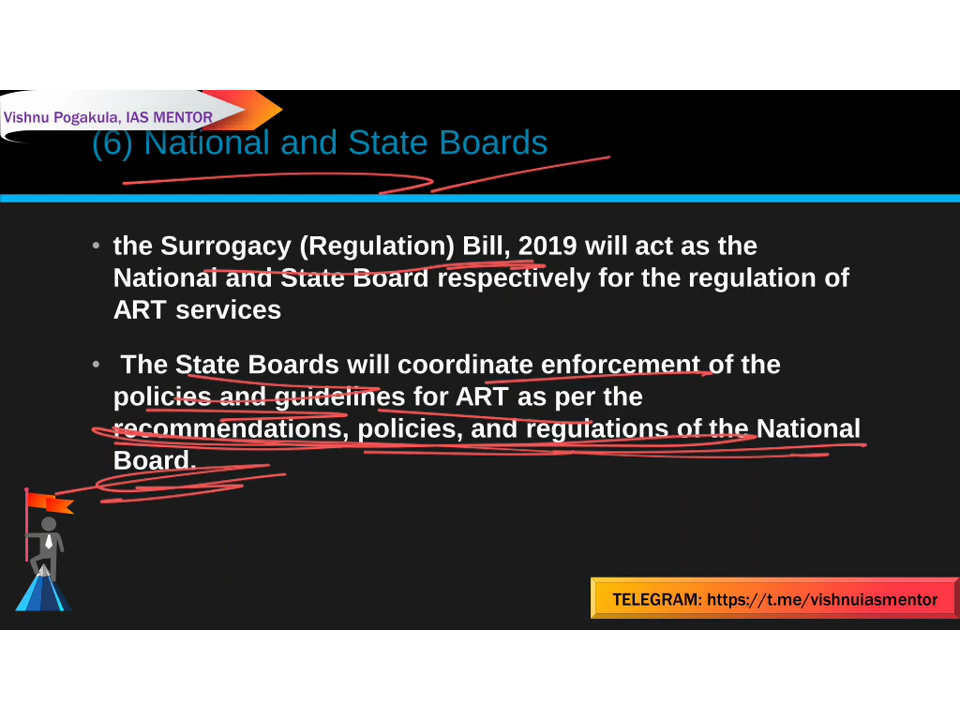 Vishnu Pogakula, IAS MENTOR
(6) National and State Boards
• the Surrogacy (Regulation) Bill, 2019 will act as the
National and State Board respectively for the regulation of
ART services
• The State Boards will coordinate enforcement of the
policies and guidelines for ART as per the
recommendations, policies, and regulations of the National
Board.
TELEGRAM: https://t.me/vishnuiasmentor